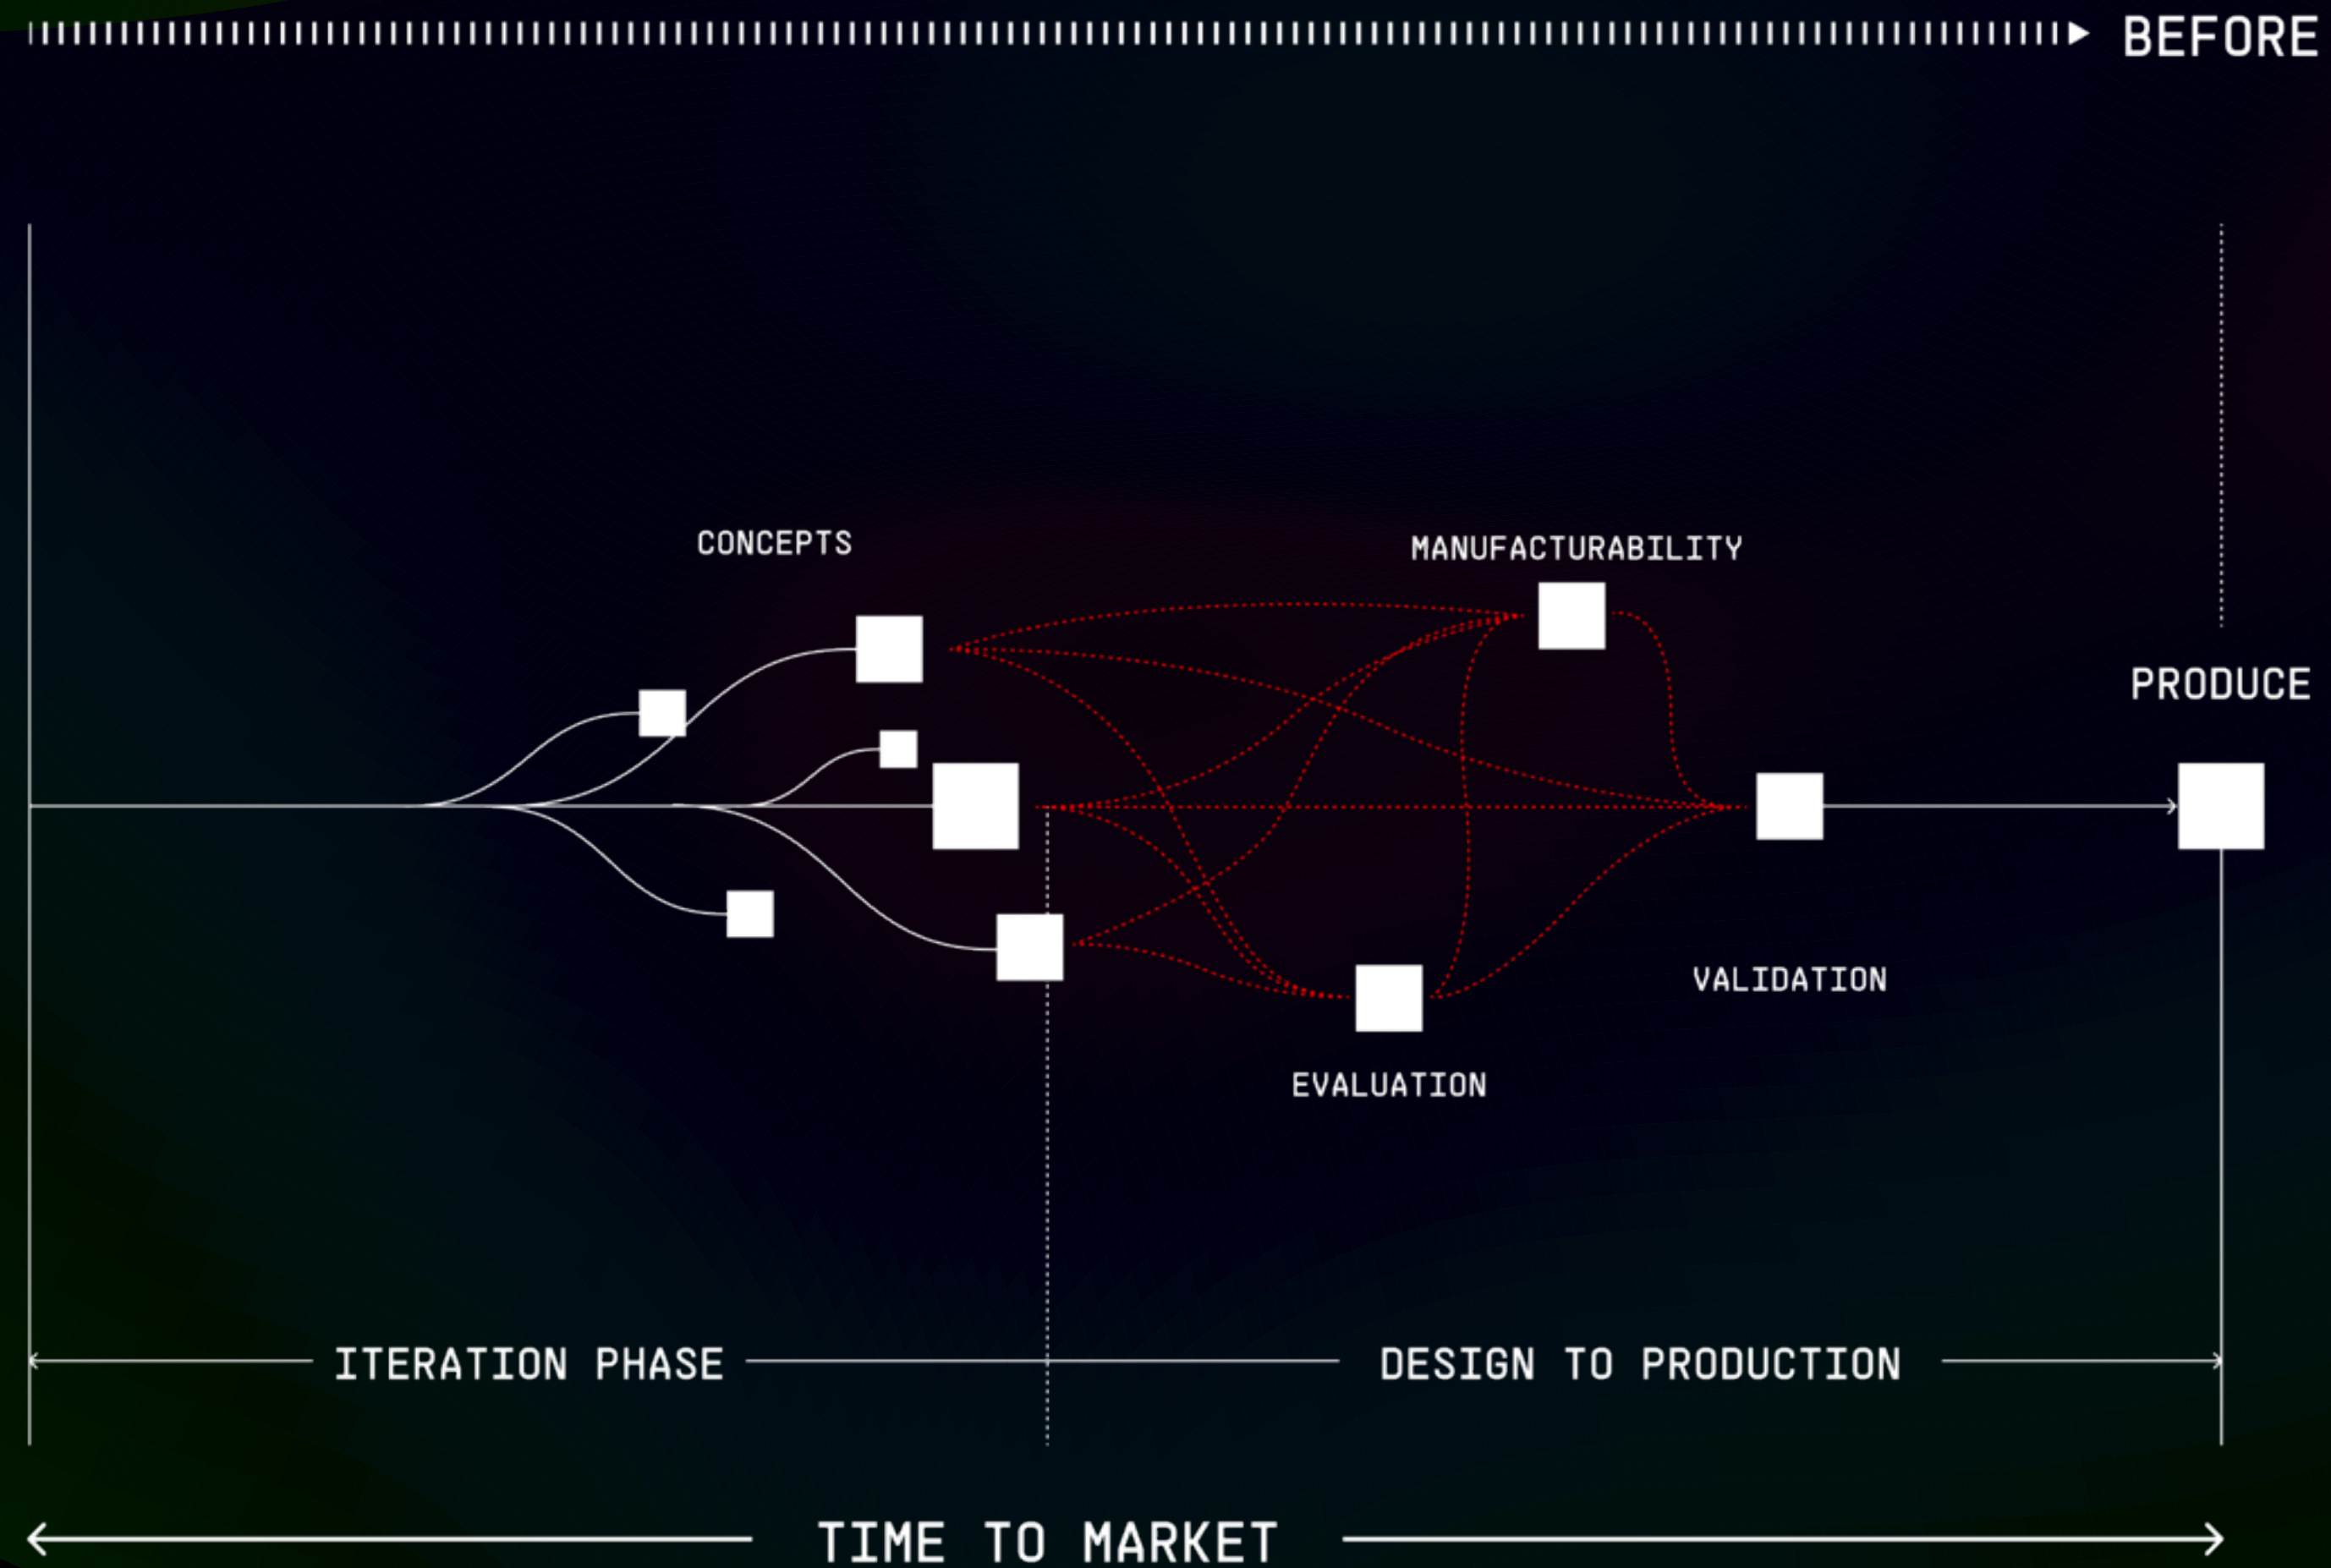 BEFORE
CONCEPTS
MANUFACTURABILITY
PRODUCE
VALIDATION
EVALUATION
ITERATION PHASE
DESIGN TO PRODUCTION
TIME TO MARKET